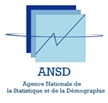 ANSD
Agence Nationale de
la Statistique et de la Démographie